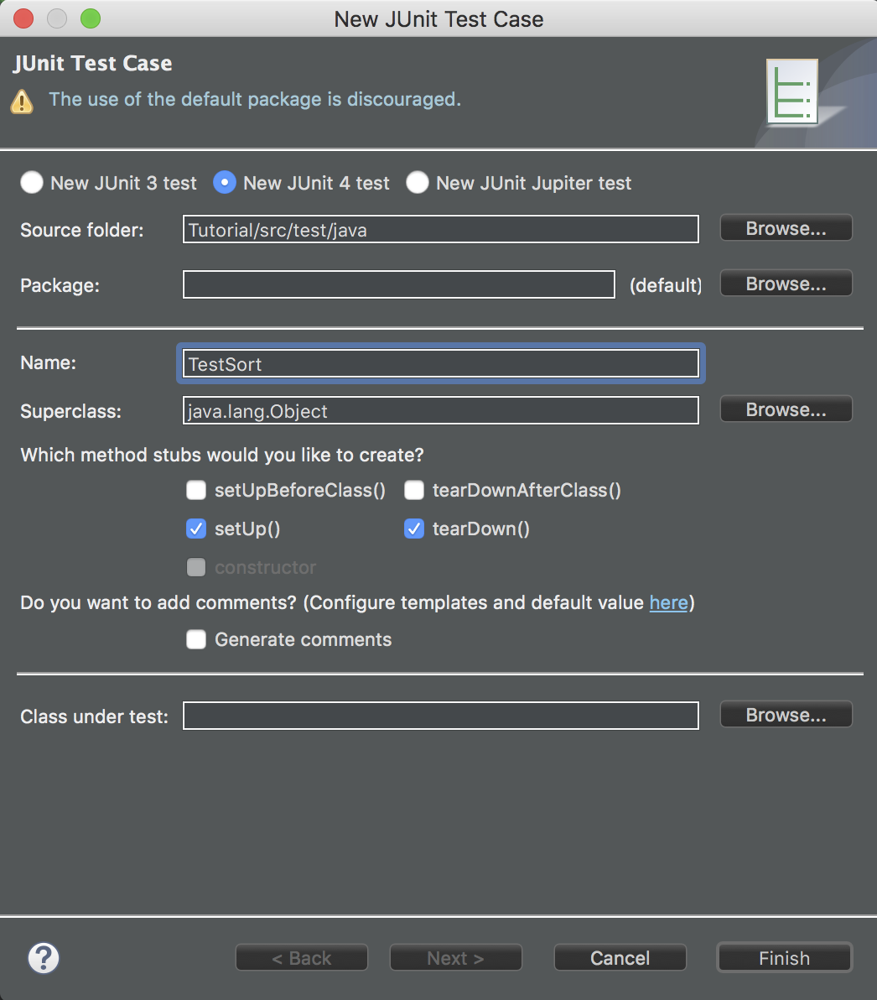 New JUnit Test Case
JUnit Test Case
The use of the default package is discouraged.
New JUnit 3 test New JUnit 4 test New JUnit Jupiter test
Source folder: Tutorial/src/test/java Browse...
Package: (default) Browse...
Name: TestSort
Superclass: java.lang.Object Browse...
Which method stubs would you like to create?
setUpBeforeClass() tearDownAfterClass()
setUp() tearDown()
constructor
Do you want to add comments? (Configure templates and default value here)
Generate comments
Class under test: Browse...
? < Back Next > Cancel Finish